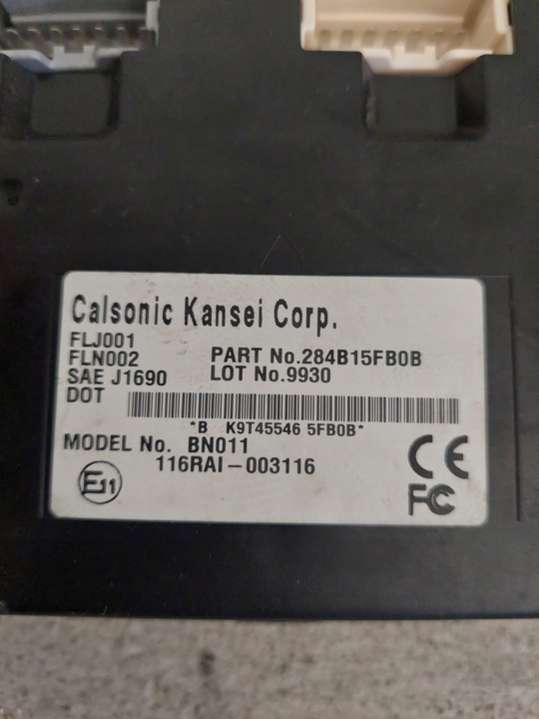 Calsonic Kansei Corp.
FLJ001
FLN002 PART No.284B15FB0B
SAE J1690 LOT No.9930
DOT
*B K9T45546 5FB0B*
MODEL No. BN011
116RAI-003116
E11
CE
FC